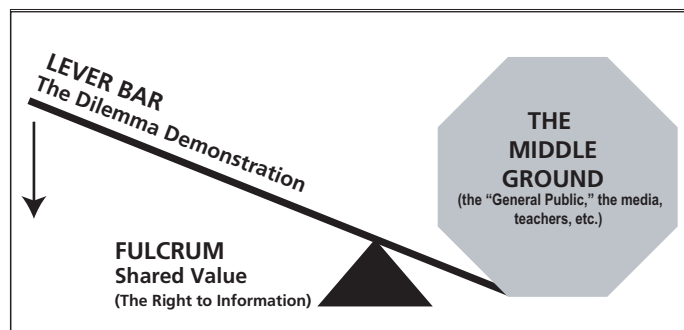 LEVER BAR
The Dilemma Demonstration
THE
MIDDLE
GROUND
(the “General Public,” the media,
teachers, etc.)
FULCRUM
Shared Value
(The Right to Information)